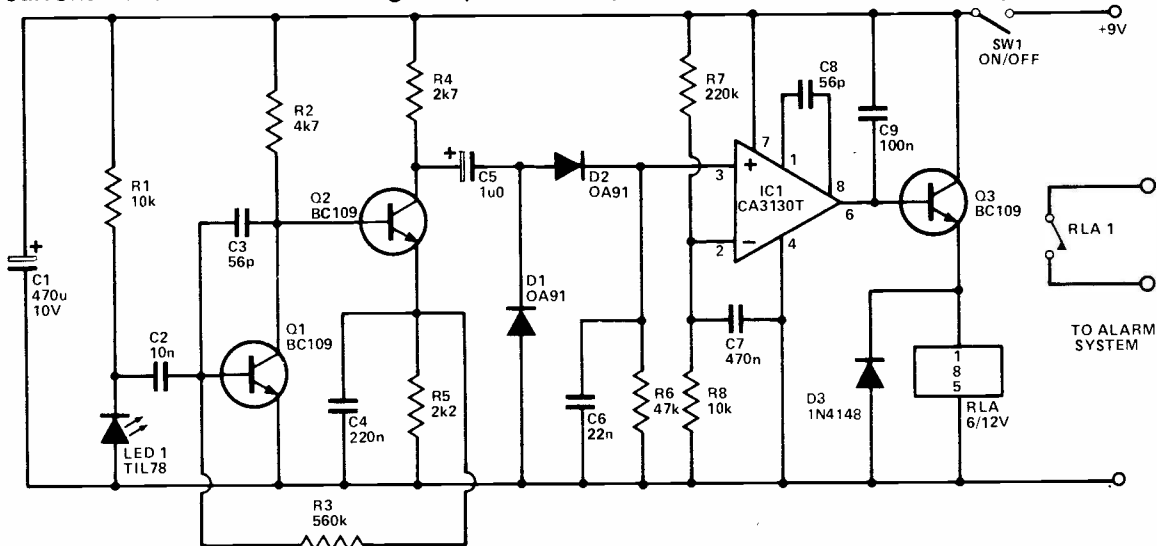 SW1
ON/OFF
+9V
R4
2k7
R7
220k
C8
56p
R2
4k7
C9
100n
7
1
R1
10k
+
C5
1u0
D2
OA91
3
+
IC1
CA3130T
8
6
Q3
BC109
Q2
BC109
C3
56p
2
−
4
RLA 1
+
C1
470u
10V
D1
OA91
C2
10n
Q1
BC109
C7
470n
TO ALARM
SYSTEM
R5
2k2
C4
220n
R6
47k
R8
10k
C6
22n
D3
1N4148
1
8
5
RLA
6/12V
LED 1
TIL78
R3
560k